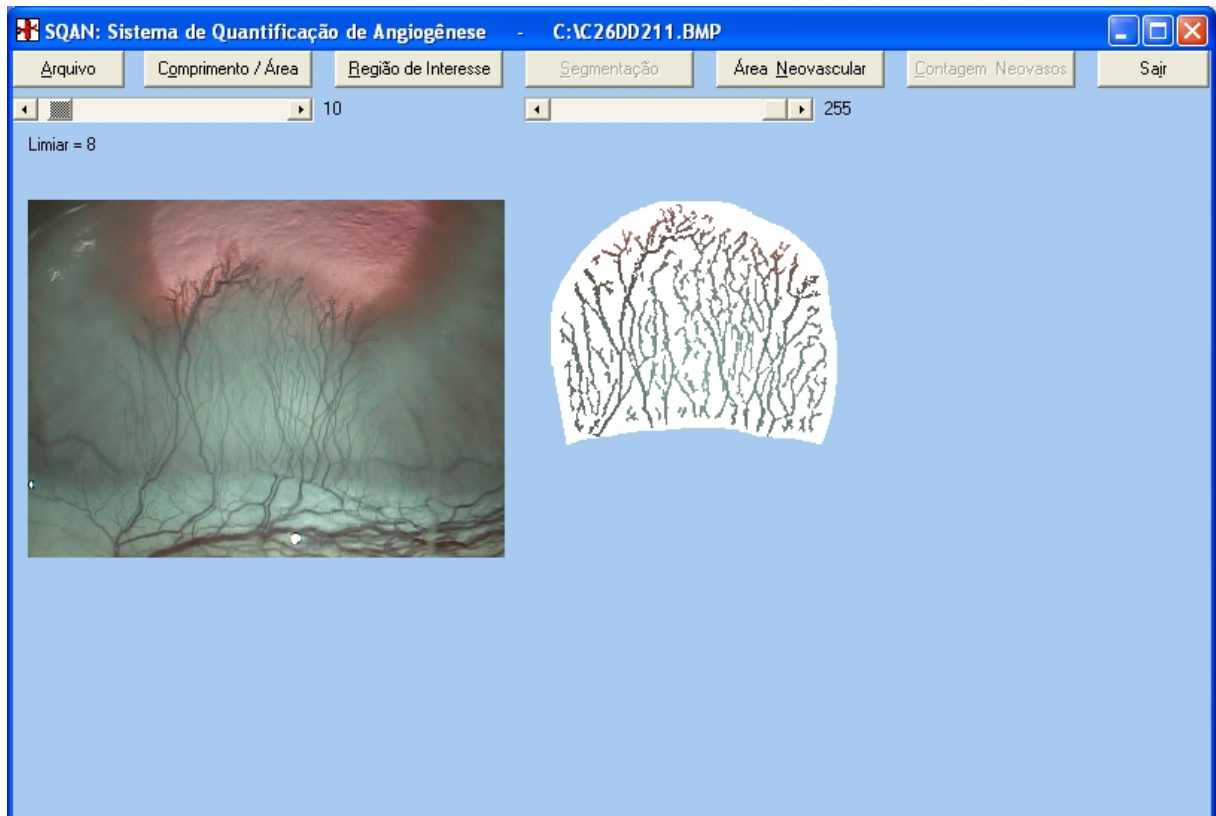 SQAN: Sistema de Quantificação de Angiogênese - C:\C26DD211.BMP
Arquivo Comprimento / Área Região de Interesse Segmentação Área Neovascular Contagem Neovasos Sair
10 255
Limiar = 8